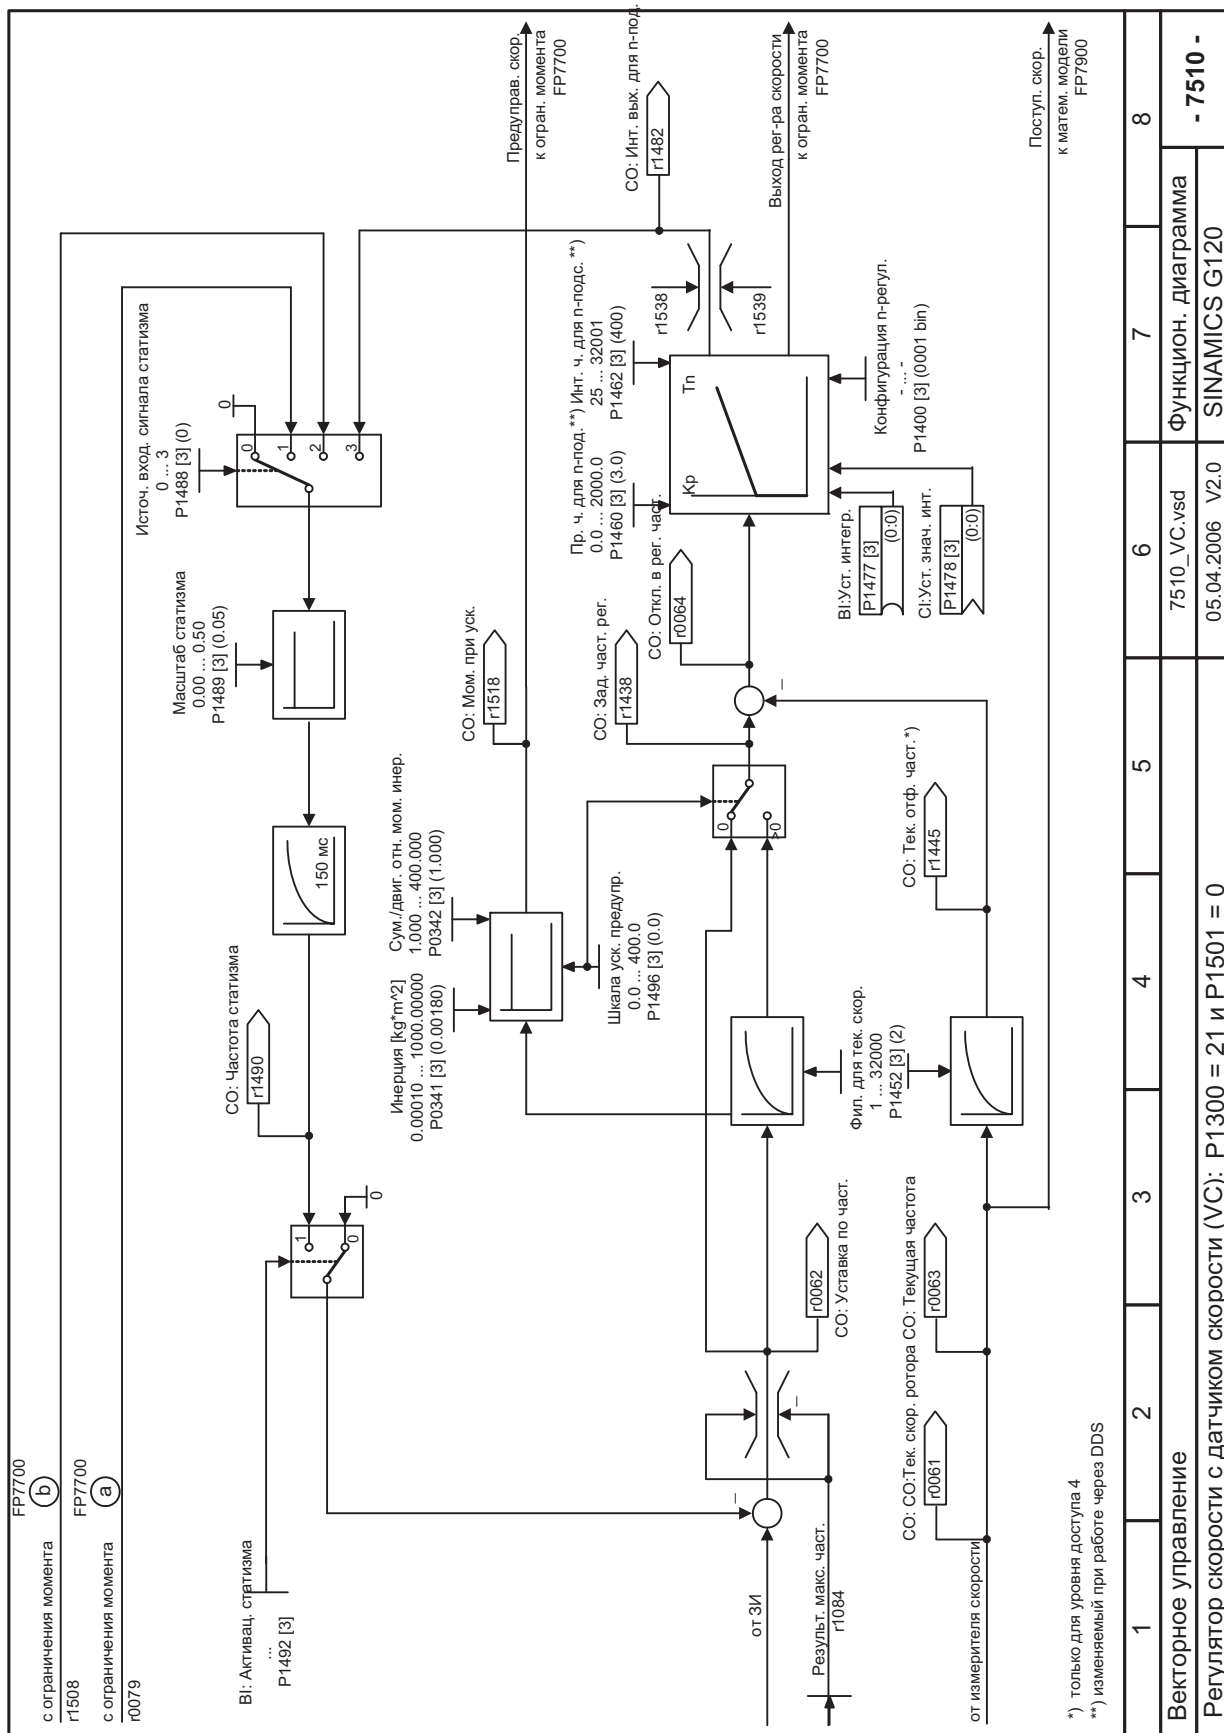 с ограничения момента
r1508
FP7700
b
с ограничения момента
r0079
FP7700
a
BI: Активац. статизма
...
P1492 [3]
1
0
0
CO: Частота статизма
r1490
150 мс
Масштаб статизма
0.00 ... 0.50
P1489 [3] (0.05)
Источ. вход. сигнала статизма
0 ... 3
P1488 [3] (0)
0
0
1
2
3
Инерция [kg*m^2]
0.00010 ... 1000.00000
P0341 [3] (0.00180)
Сум./двиг. отн. мом. инер.
1.000 ... 400.000
P0342 [3] (1.000)
CO: Мом. при уск.
r1518
Предуправ. скор.
к огран. момента
FP7700
Шкала уск. предупр.
0.0 ... 400.0
P1496 [3] (0.0)
CO: Зад. част. рег.
r1438
CO: Откл. в рег. част.
r0064
Пр. ч. для n-под. **)
0.0 ... 2000.0
P1460 [3] (3.0)
Инт. ч. для n-подс. **)
25 ... 32001
P1462 [3] (400)
r1538
r1539
CO: Инт. вых. для n-под.
r1482
Kp
Tn
Выход рег-ра скорости
к огран. момента
FP7700
от ЗИ
–
–
Результ. макс. част.
r1084
r0062
CO: Уставка по част.
0
^0
–
Фил. для тек. скор.
1 ... 32000
P1452 [3] (2)
BI:Уст. интегр.
P1477 [3]
(0:0)
CI:Уст. знач. инт.
P1478 [3]
(0:0)
Конфигурация n-регул.
- ... -
P1400 [3] (0001 bin)
от измерителя скорости
CO: CO:Тек. скор. ротора
r0061
CO: Текущая частота
r0063
CO: Тек. отф. част.*)
r1445
Поступ. скор.
к матем. модели
FP7900
*) только для уровня доступа 4
**) изменяемый при работе через DDS
1 2 3 4 5 6 7 8
Векторное управление
7510_VC.vsd
Функцион. диаграмма
- 7510 -
Регулятор скорости с датчиком скорости (VC): P1300 = 21 и P1501 = 0
05.04.2006 V2.0
SINAMICS G120